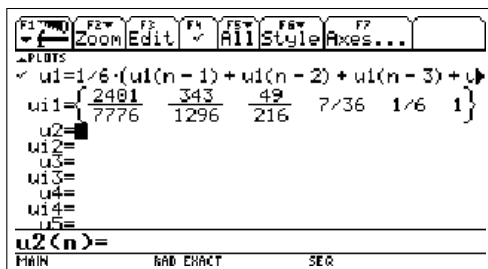 F1 F2 Zoom F3 Edit F4 ✓ F5 All F6 Style F7 Axes...
PLOTS
✓ u1=1/6·(u1(n - 1) + u1(n - 2) + u1(n - 3) + u
ui1={2401/7776 343/1296 49/216 7/36 1/6 1}
u2=
ui2=
u3=
ui3=
u4=
ui4=
u5=
u2(n)=
MAIN RAD EXACT SEQ